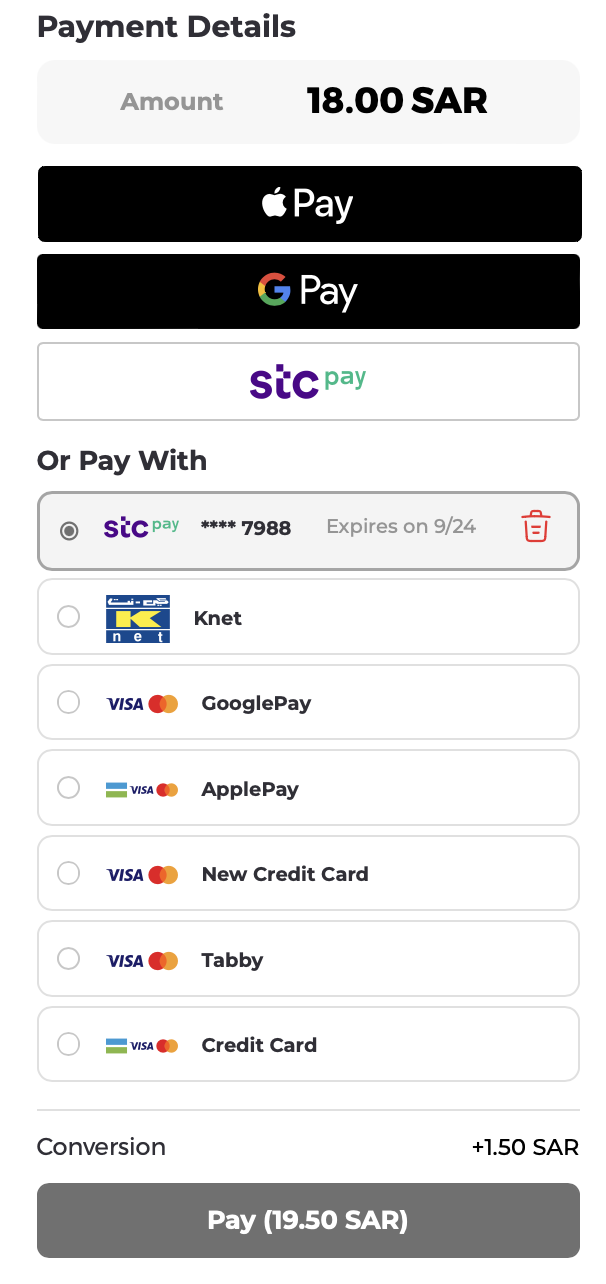 Payment Details
Amount 18.00 SAR
Pay
G Pay
stc pay
Or Pay With
stc pay **** 7988 Expires on 9/24
كي-نت
K
n e t
Knet
VISA GooglePay
VISA ApplePay
VISA New Credit Card
VISA Tabby
VISA Credit Card
Conversion +1.50 SAR
Pay (19.50 SAR)